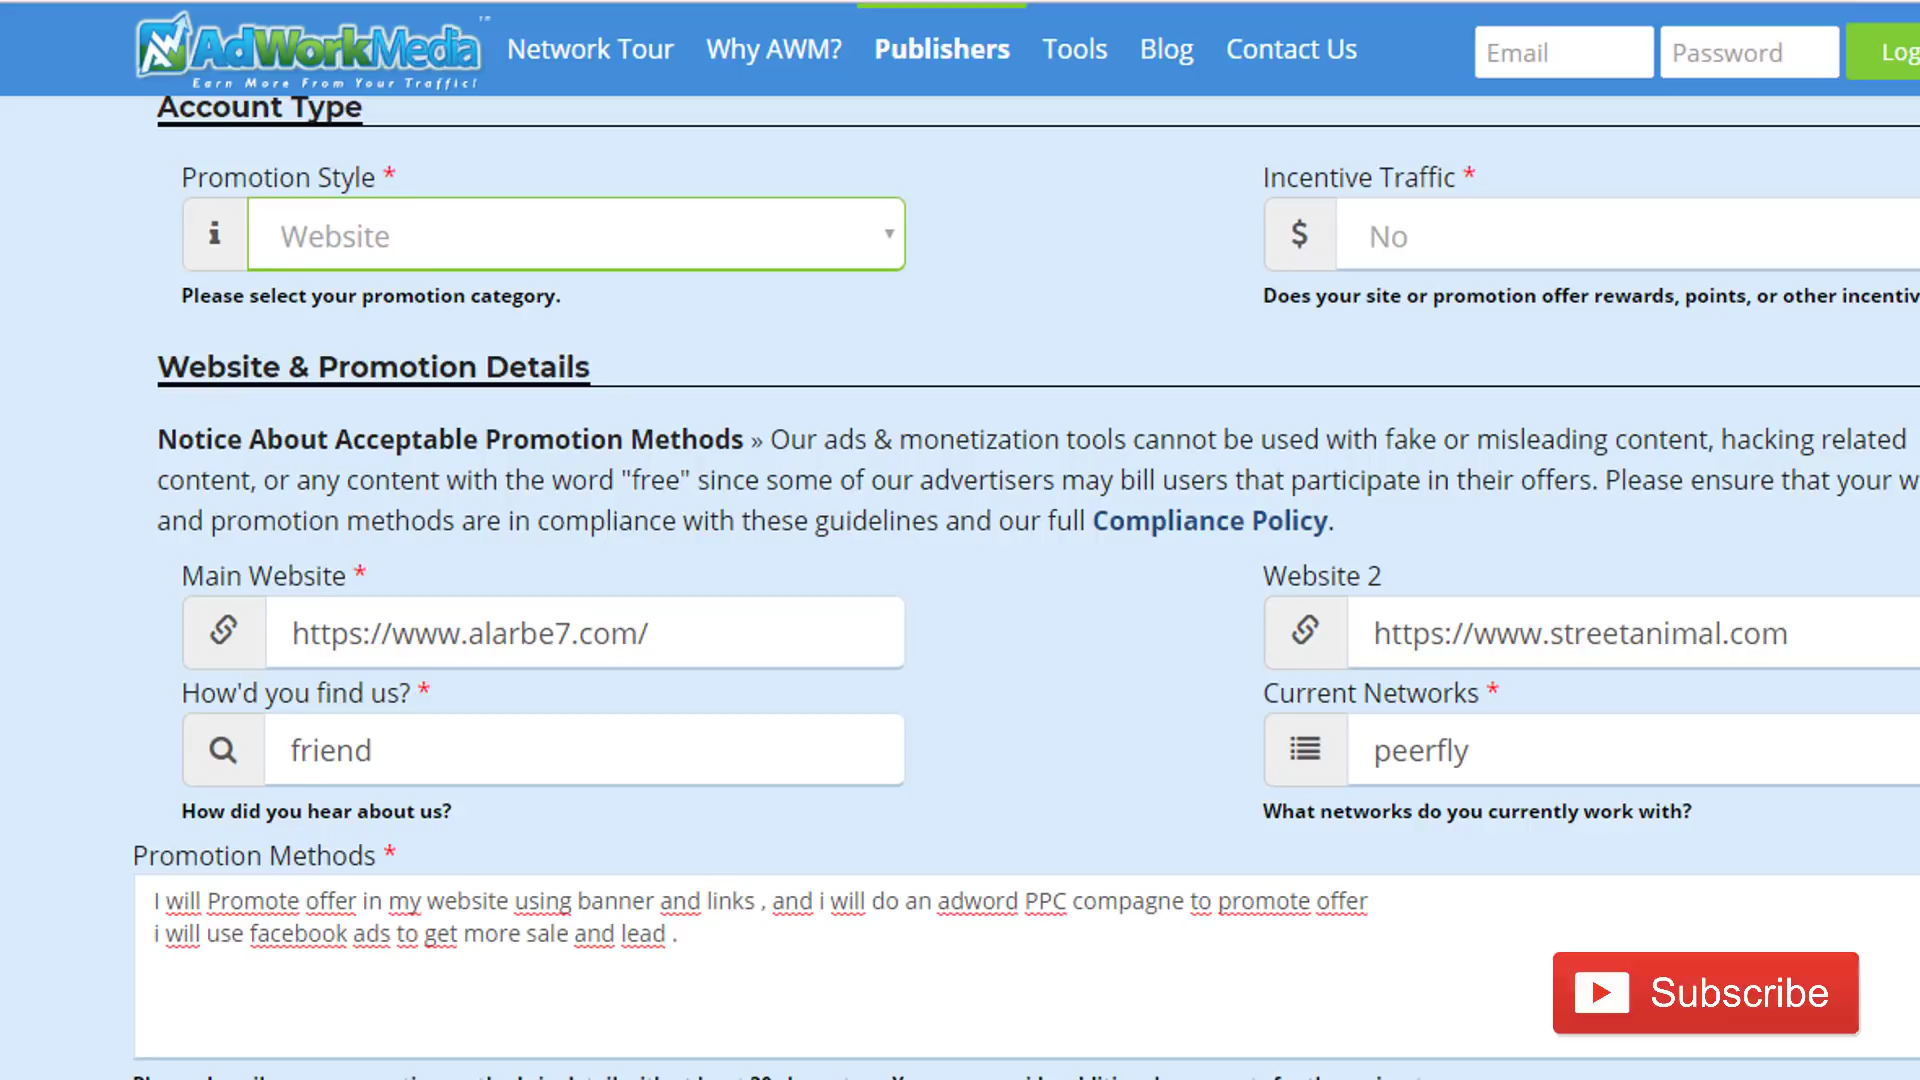 AdWorkMedia™
Earn More From Your Traffic!
Network Tour Why AWM? Publishers Tools Blog Contact Us Email Password Log
Account Type
Promotion Style * Incentive Traffic *
Website No
Please select your promotion category. Does your site or promotion offer rewards, points, or other incentiv
Website & Promotion Details
Notice About Acceptable Promotion Methods » Our ads & monetization tools cannot be used with fake or misleading content, hacking related
content, or any content with the word "free" since some of our advertisers may bill users that participate in their offers. Please ensure that your w
and promotion methods are in compliance with these guidelines and our full Compliance Policy.
Main Website * Website 2
https://www.alarbe7.com/ https://www.streetanimal.com
How'd you find us? * Current Networks *
friend peerfly
How did you hear about us? What networks do you currently work with?
Promotion Methods *
I will Promote offer in my website using banner and links , and i will do an adword PPC compagne to promote offer
i will use facebook ads to get more sale and lead .
Subscribe